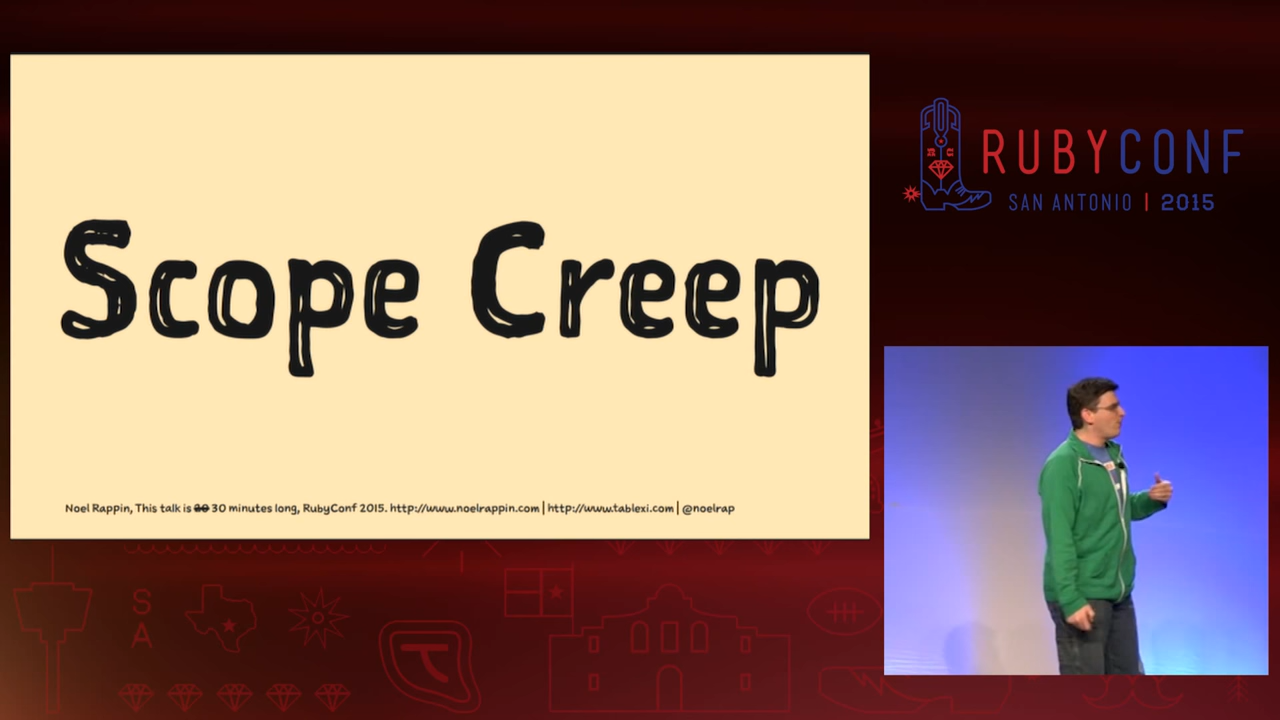 Scope Creep
Noel Rappin, This talk is ~~20~~ 30 minutes long, RubyConf 2015. http://www.noelrappin.com | http://www.tablexi.com | @noelrap
RUBYCONF
SAN ANTONIO | 2015
S
A